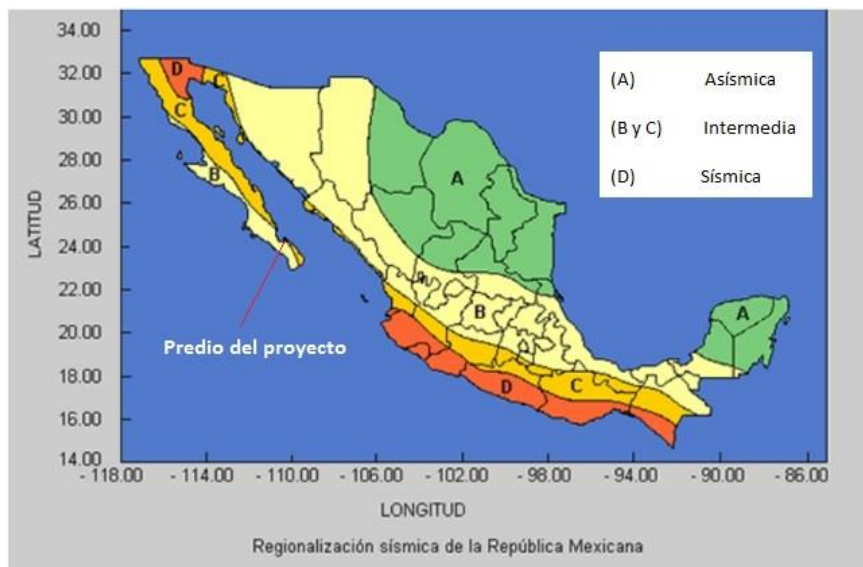 34.00
32.00
30.00
28.00
26.00
24.00
22.00
20.00
18.00
16.00
14.00
LATITUD
D
C
C
B
A
A
B
C
D
(A) Asísmica
(B y C) Intermedia
(D) Sísmica
Predio del proyecto
- 118.00 - 114.00 - 110.00 - 106.00 - 102.00 - 98.00 - 94.00 - 90.00 - 86.00
LONGITUD
Regionalización sísmica de la República Mexicana